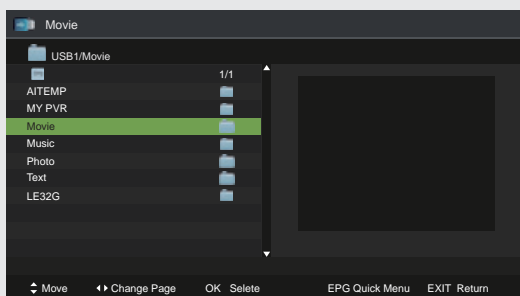 Movie
USB1/Movie
1/1
AITEMP
MY PVR
Movie
Music
Photo
Text
LE32G
Move Change Page OK Select EPG Quick Menu EXIT Return